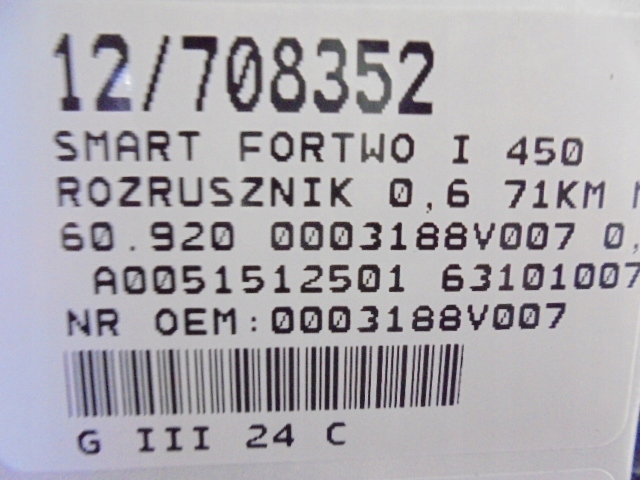 12/708352
SMART FORTWO I 450
ROZRUSZNIK 0,6 71KM
60.920 0003188V007 0,
A0051512501 63101007
NR OEM:0003188V007
G III 24 C